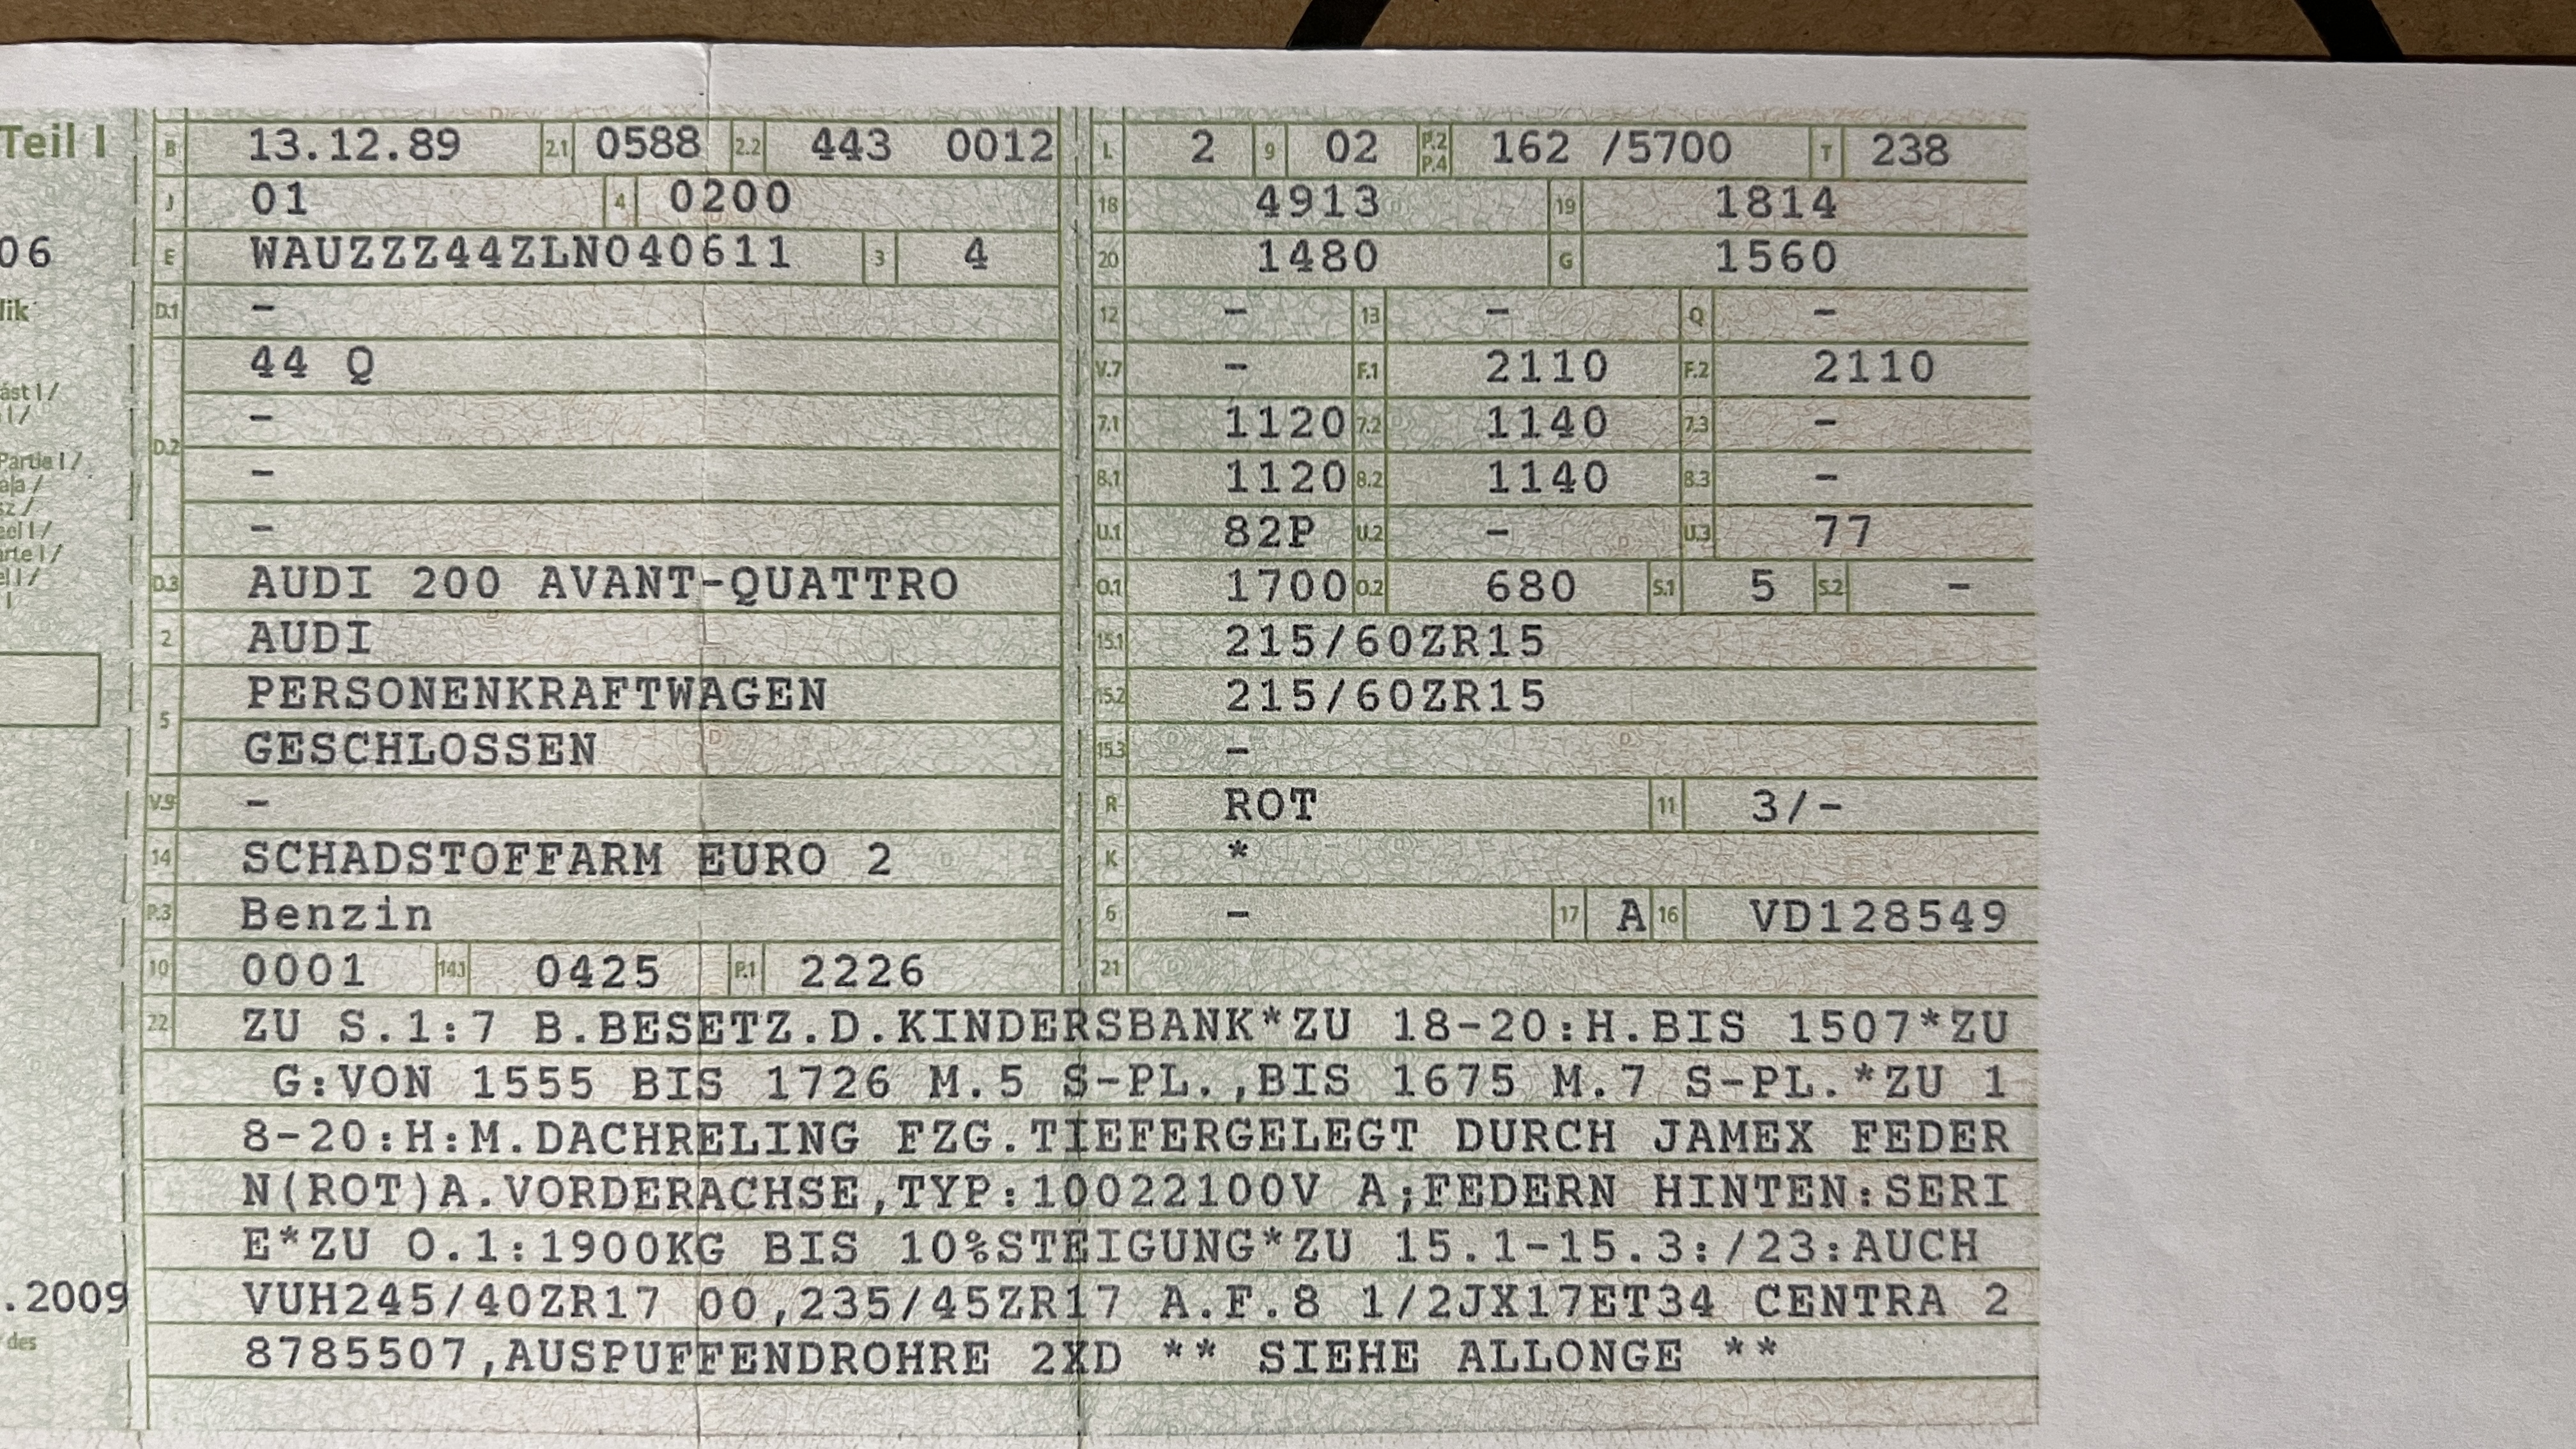 Teil I
B 13.12.89 2.1 0588 2.2 443 0012
J 01 4 0200
06
E WAUZZZ44ZLN040611 3 4
lik
D.1 -
44 Q
ást I /
-
D.2
Partia I /
-
-
D.3 AUDI 200 AVANT-QUATTRO
2 AUDI
PERSONENKRAFTWAGEN
5
GESCHLOSSEN
V.9 -
14 SCHADSTOFFARM EURO 2
P.3 Benzin
10 0001 14.1 0425 P.1 2226
L 2 9 02 P.2 P.4 162 /5700 T 238
18 4913 19 1814
20 1480 G 1560
12 - 13 - Q -
V.7 - F.1 2110 F.2 2110
7.1 1120 7.2 1140 7.3 -
8.1 1120 8.2 1140 8.3 -
U.1 82P U.2 - U.3 77
O.1 1700 O.2 680 S.1 5 S.2 -
15.1 215/60ZR15
15.2 215/60ZR15
15.3 -
R ROT 11 3/-
K *
6 - 17 A 16 VD128549
21
22 ZU S.1:7 B.BESETZ.D.KINDERSBANK*ZU 18-20:H.BIS 1507*ZU
G:VON 1555 BIS 1726 M.5 S-PL.,BIS 1675 M.7 S-PL.*ZU 1
8-20:H:M.DACHRELING FZG.TIEFERGELEGT DURCH JAMEX FEDER
N(ROT)A.VORDERACHSE,TYP:10022100V A;FEDERN HINTEN:SERI
E*ZU O.1:1900KG BIS 10%STEIGUNG*ZU 15.1-15.3:/23:AUCH
.2009
VUH245/40ZR17 00,235/45ZR17 A.F.8 1/2JX17ET34 CENTRA 2
des
8785507,AUSPUFFENDROHRE 2XD ** SIEHE ALLONGE **